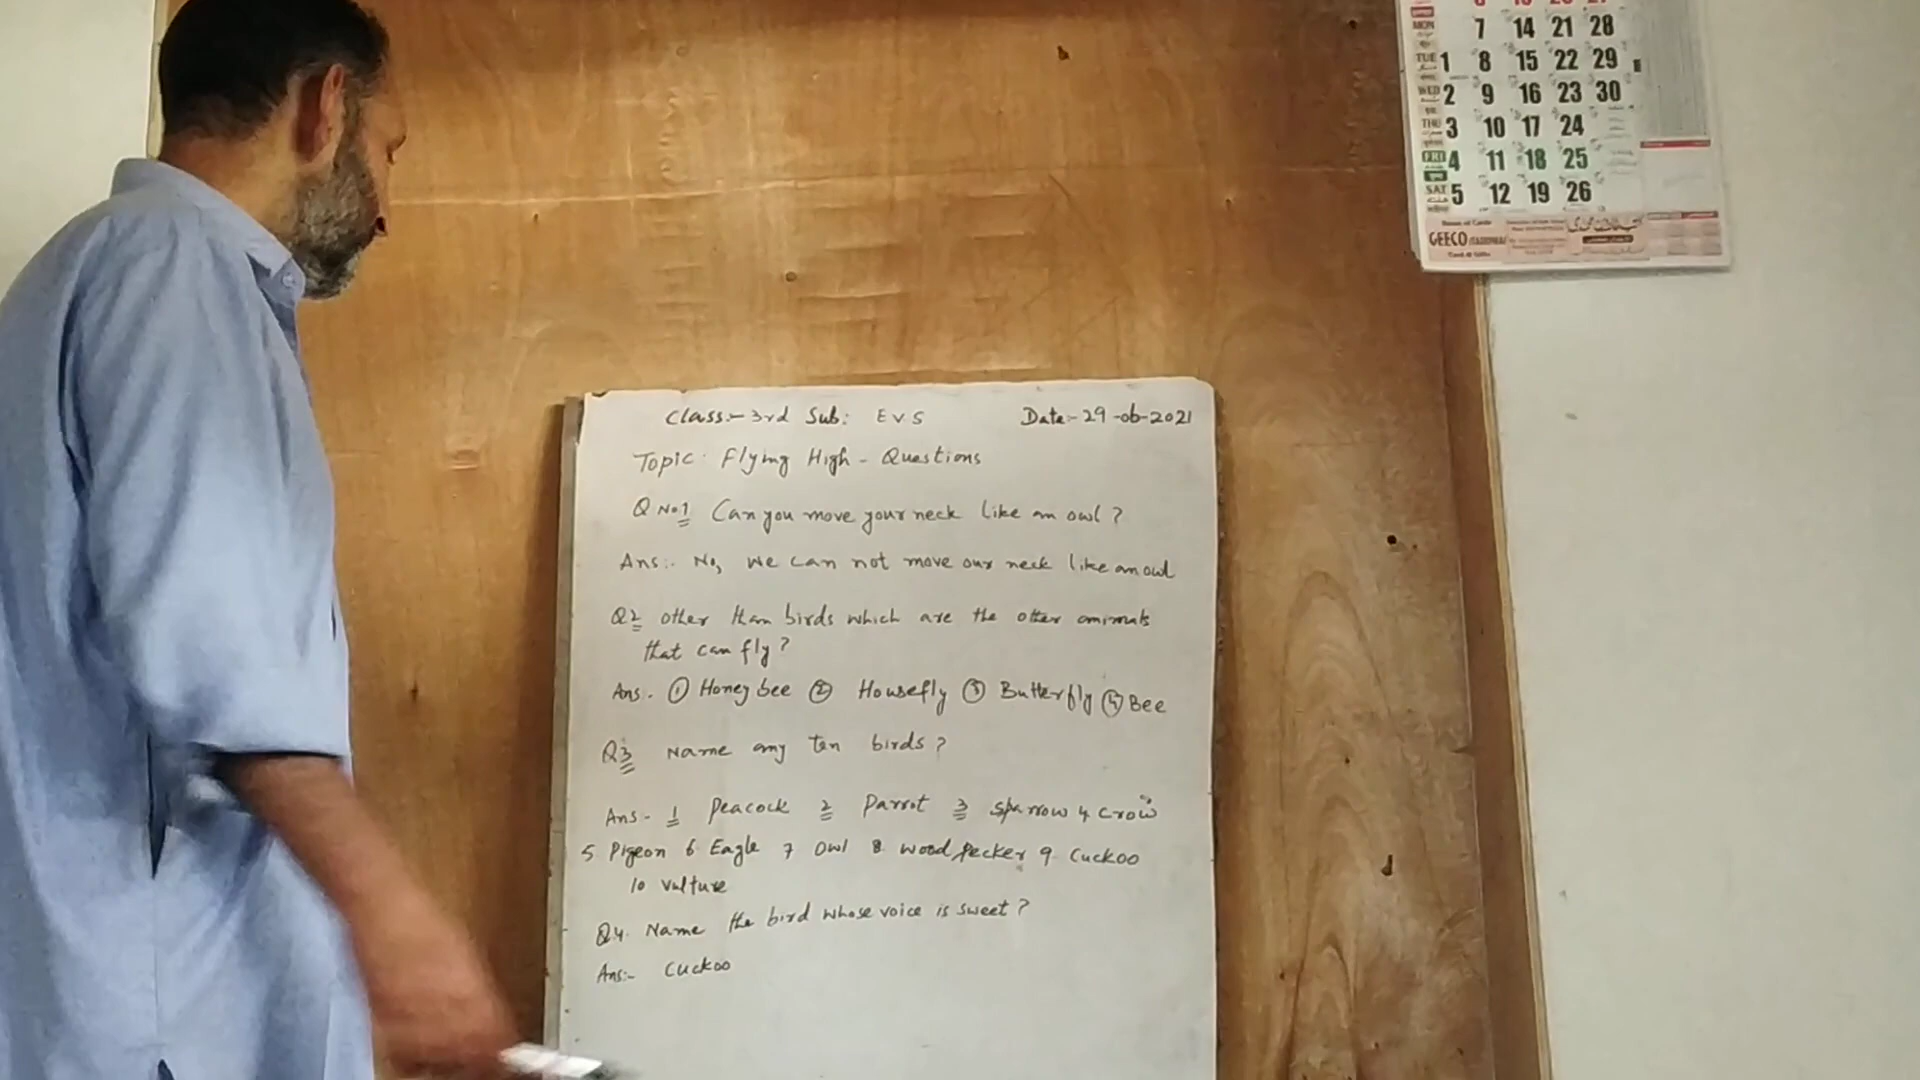 Class:- 3rd Sub: EVS Date:- 29-06-2021
Topic: Flying High - Questions
Q No.1 Can you move your neck like an owl?
Ans:- No, we can not move our neck like an owl
Q2 other than birds which are the other animals
that can fly?
Ans. ① Honey bee ② Housefly ③ Butterfly ④ Bee
Q3 Name any ten birds?
Ans- 1 Peacock 2 Parrot 3 sparrow 4 crow
5 Pigeon 6 Eagle 7 Owl 8 wood pecker 9 Cuckoo
10 vulture
Q4. Name the bird whose voice is sweet?
Ans:- Cuckoo
MON 7 14 21 28
TUE 1 8 15 22 29
WED 2 9 16 23 30
THU 3 10 17 24
FRI 4 11 18 25
SAT 5 12 19 26
GEECO